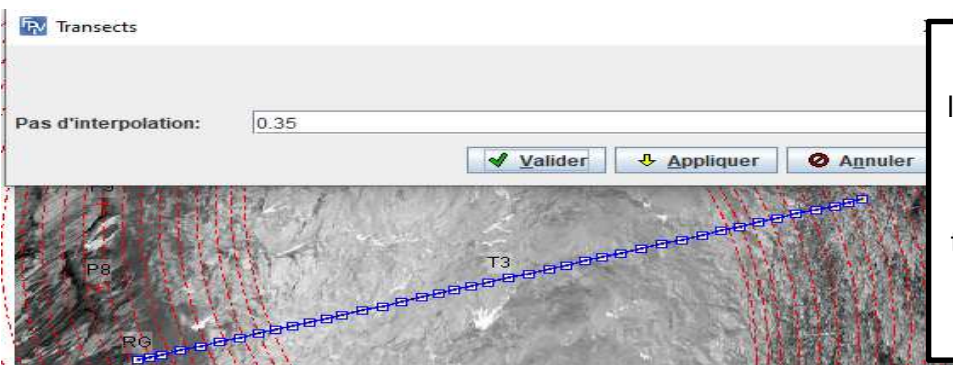 Transects
Pas d'interpolation: 0.35
Valider Appliquer Annuler
P8
T3
RG